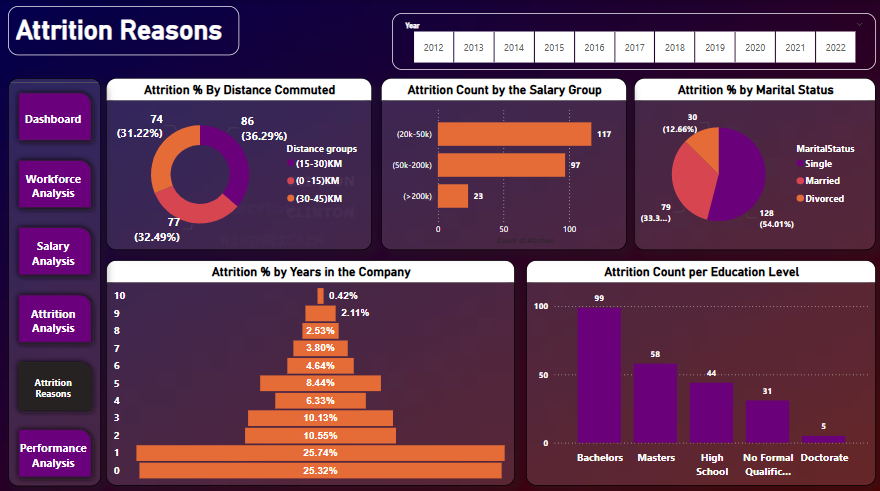 Attrition Reasons
Year
2012 2013 2014 2015 2016 2017 2018 2019 2020 2021 2022
Dashboard
Workforce
Analysis
Salary
Analysis
Attrition
Analysis
Attrition
Reasons
Performance
Analysis
Attrition % By Distance Commuted
74
(31.22%)
86
(36.29%)
77
(32.49%)
Distance groups
(15-30)KM
(0 -15)KM
(30-45)KM
Attrition Count by the Salary Group
(20k-50k) 117
(50k-200k) 97
(>200k) 23
0 50 100
Attrition % by Marital Status
30
(12.66%)
79
(33.3...)
128
(54.01%)
MaritalStatus
Single
Married
Divorced
Attrition % by Years in the Company
10 0.42%
9 2.11%
8 2.53%
7 3.80%
6 4.64%
5 8.44%
4 6.33%
3 10.13%
2 10.55%
1 25.74%
0 25.32%
Attrition Count per Education Level
100
50
0
99
58
44
31
5
Bachelors Masters High School No Formal Qualific... Doctorate